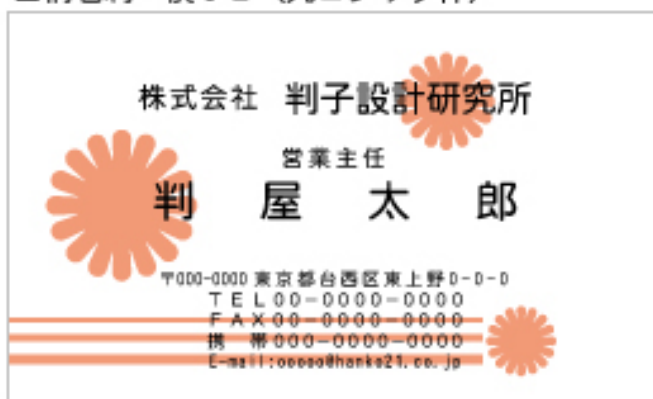 株式会社 判子設計研究所
営業主任
判屋太郎
〒000-0000 東京都台西区東上野0-0-0
TEL00-0000-0000
FAX00-0000-0000
携帯000-0000-0000
E-mail:ooooo@hanko21.co.jp